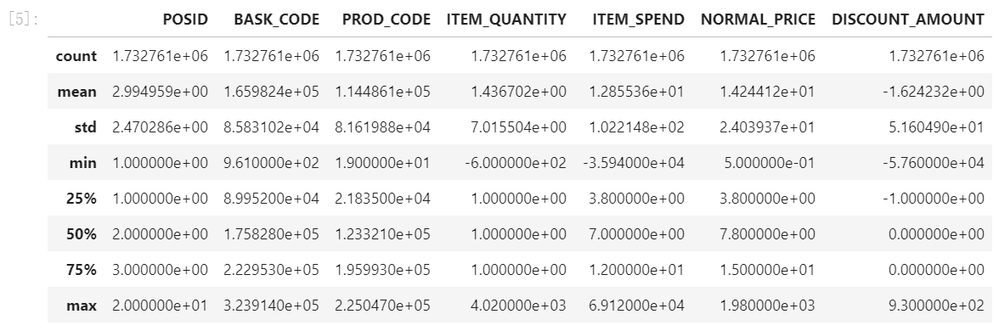 [5]: POSID BASK_CODE PROD_CODE ITEM_QUANTITY ITEM_SPEND NORMAL_PRICE DISCOUNT_AMOUNT
count 1.732761e+06 1.732761e+06 1.732761e+06 1.732761e+06 1.732761e+06 1.732761e+06 1.732761e+06
mean 2.994959e+00 1.659824e+05 1.144861e+05 1.436702e+00 1.285536e+01 1.424412e+01 -1.624232e+00
std 2.470286e+00 8.583102e+04 8.161988e+04 7.015504e+00 1.022148e+02 2.403937e+01 5.160490e+01
min 1.000000e+00 9.610000e+02 1.900000e+01 -6.000000e+02 -3.594000e+04 5.000000e-01 -5.760000e+04
25% 1.000000e+00 8.995200e+04 2.183500e+04 1.000000e+00 3.800000e+00 3.800000e+00 -1.000000e+00
50% 2.000000e+00 1.758280e+05 1.233210e+05 1.000000e+00 7.000000e+00 7.800000e+00 0.000000e+00
75% 3.000000e+00 2.229530e+05 1.959930e+05 1.000000e+00 1.200000e+01 1.500000e+01 0.000000e+00
max 2.000000e+01 3.239140e+05 2.250470e+05 4.020000e+03 6.912000e+04 1.980000e+03 9.300000e+02